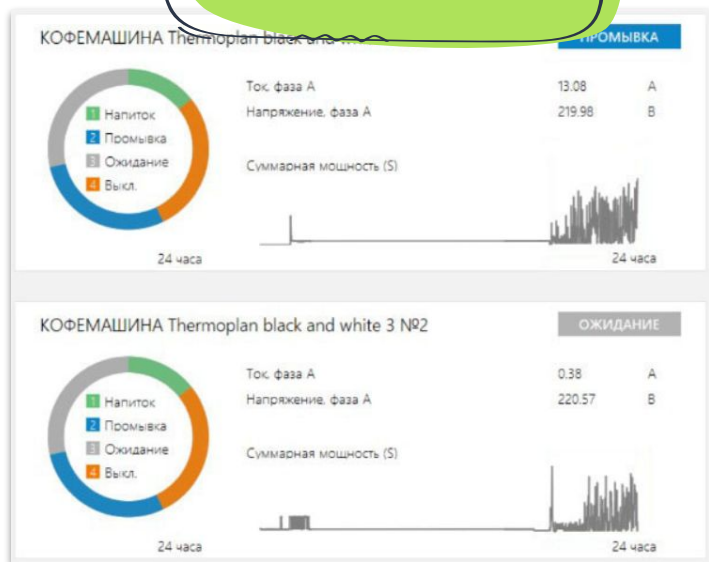 КОФЕМАШИНА Thermoplan black and
ПРОМЫВКА
Ток, фаза A 13.08 A
Напряжение, фаза A 219.98 В
1 Напиток
2 Промывка
3 Ожидание
4 Выкл.
Суммарная мощность (S)
24 часа
24 часа
КОФЕМАШИНА Thermoplan black and white 3 №2
ОЖИДАНИЕ
Ток, фаза A 0.38 A
Напряжение, фаза A 220.57 В
1 Напиток
2 Промывка
3 Ожидание
4 Выкл.
Суммарная мощность (S)
24 часа
24 часа